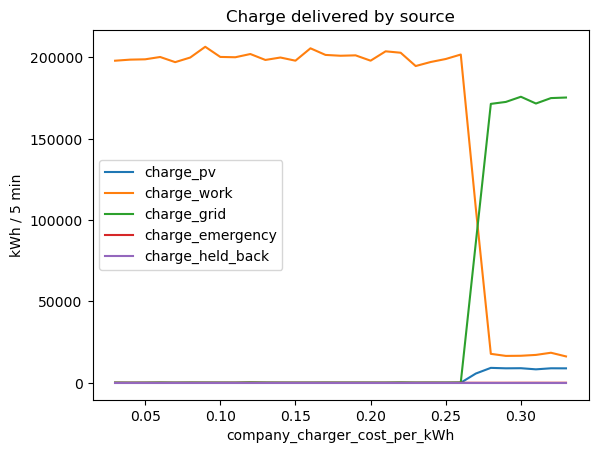 Charge delivered by source
kWh / 5 min
200000
150000
100000
50000
0
charge_pv
charge_work
charge_grid
charge_emergency
charge_held_back
0.05 0.10 0.15 0.20 0.25 0.30
company_charger_cost_per_kWh